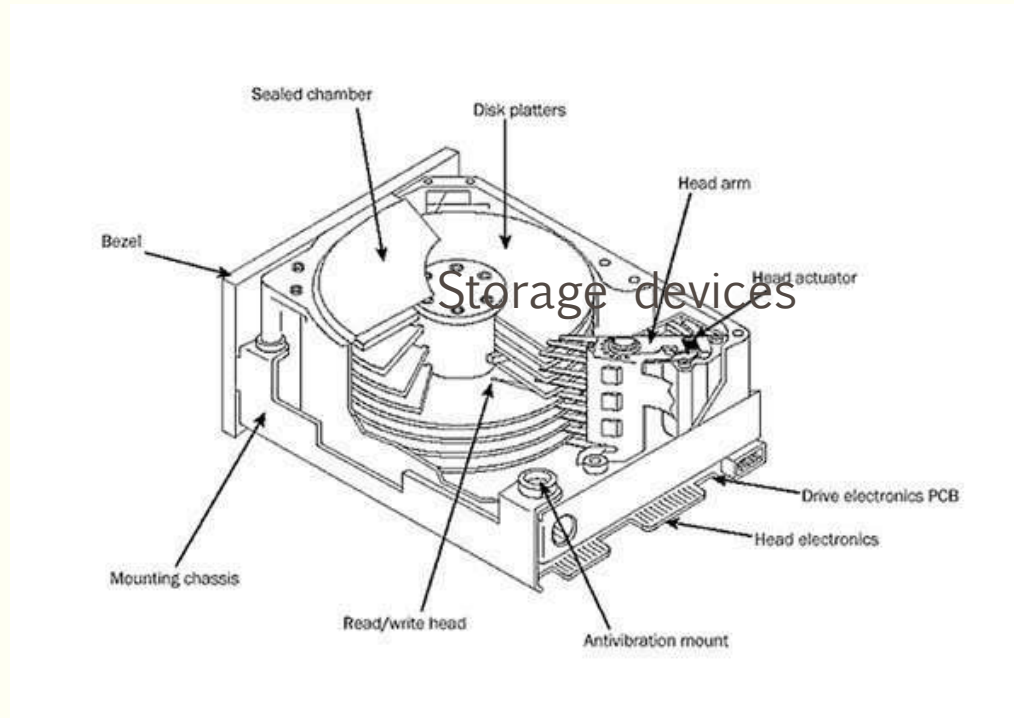 Sealed chamber
Disk platters
Head arm
Bezel
Head actuator
Storage devices
Drive electronics PCB
Head electronics
Mounting chassis
Read/write head
Antivibration mount